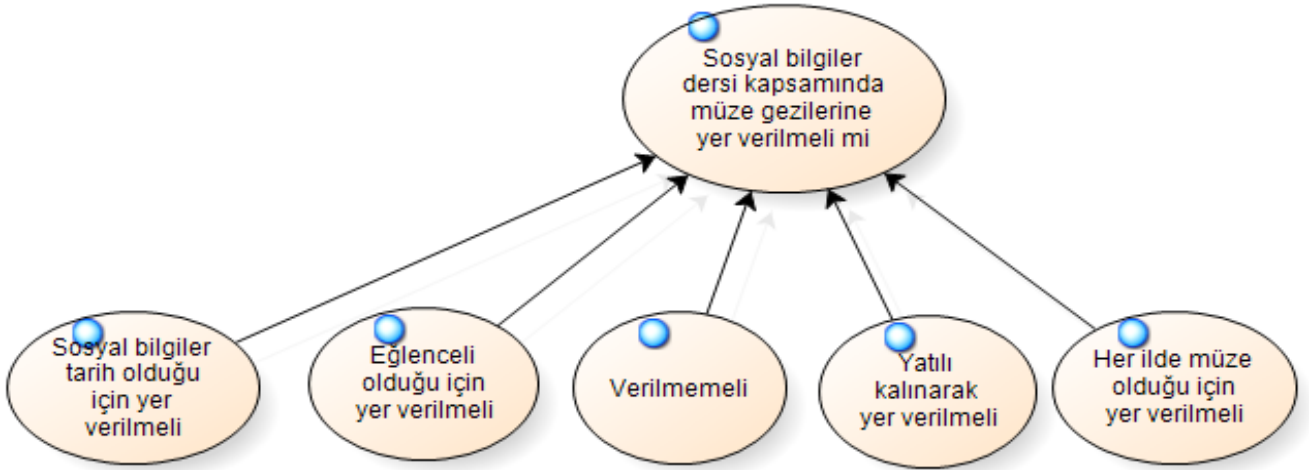 Sosyal bilgiler
dersi kapsamında
müze gezilerine
yer verilmeli mi
Sosyal bilgiler
tarih olduğu
için yer
verilmeli
Eğlenceli
olduğu için
yer verilmeli
Verilmemeli
Yatılı
kalınarak
yer verilmeli
Her ilde müze
olduğu için
yer verilmeli